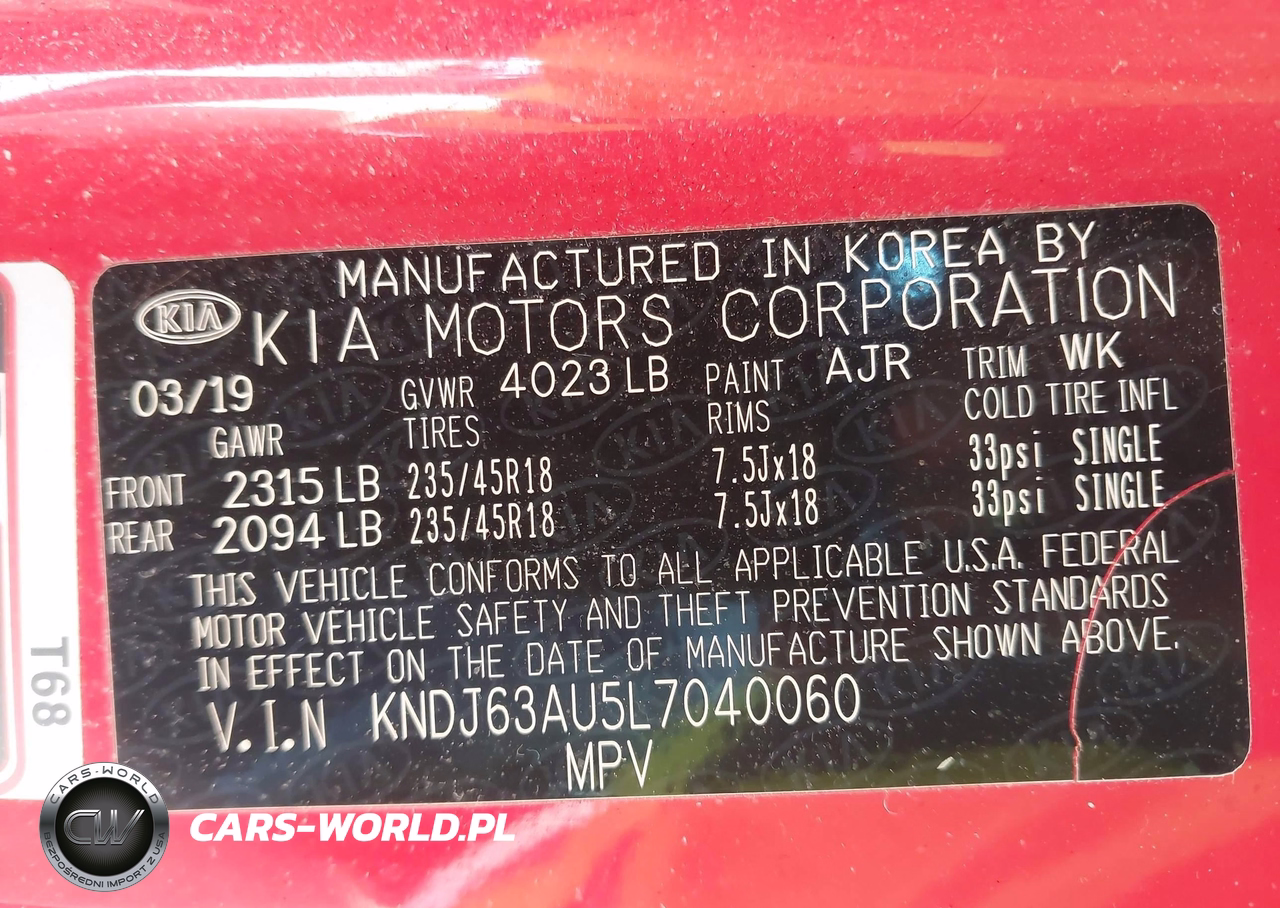 MANUFACTURED IN KOREA BY
KIA KIA MOTORS CORPORATION
03/19 GVWR 4023 LB PAINT AJR TRIM WK
GAWR TIRES RIMS COLD TIRE INFL
FRONT 2315 LB 235/45R18 7.5Jx18 33psi SINGLE
REAR 2094 LB 235/45R18 7.5Jx18 33psi SINGLE
THIS VEHICLE CONFORMS TO ALL APPLICABLE U.S.A. FEDERAL
MOTOR VEHICLE SAFETY AND THEFT PREVENTION STANDARDS
IN EFFECT ON THE DATE OF MANUFACTURE SHOWN ABOVE.
V.I.N KNDJ63AU5L7040060
MPV
T68
CARS-WORLD
CW
BEZPOŚREDNI IMPORT Z USA
CARS-WORLD.PL